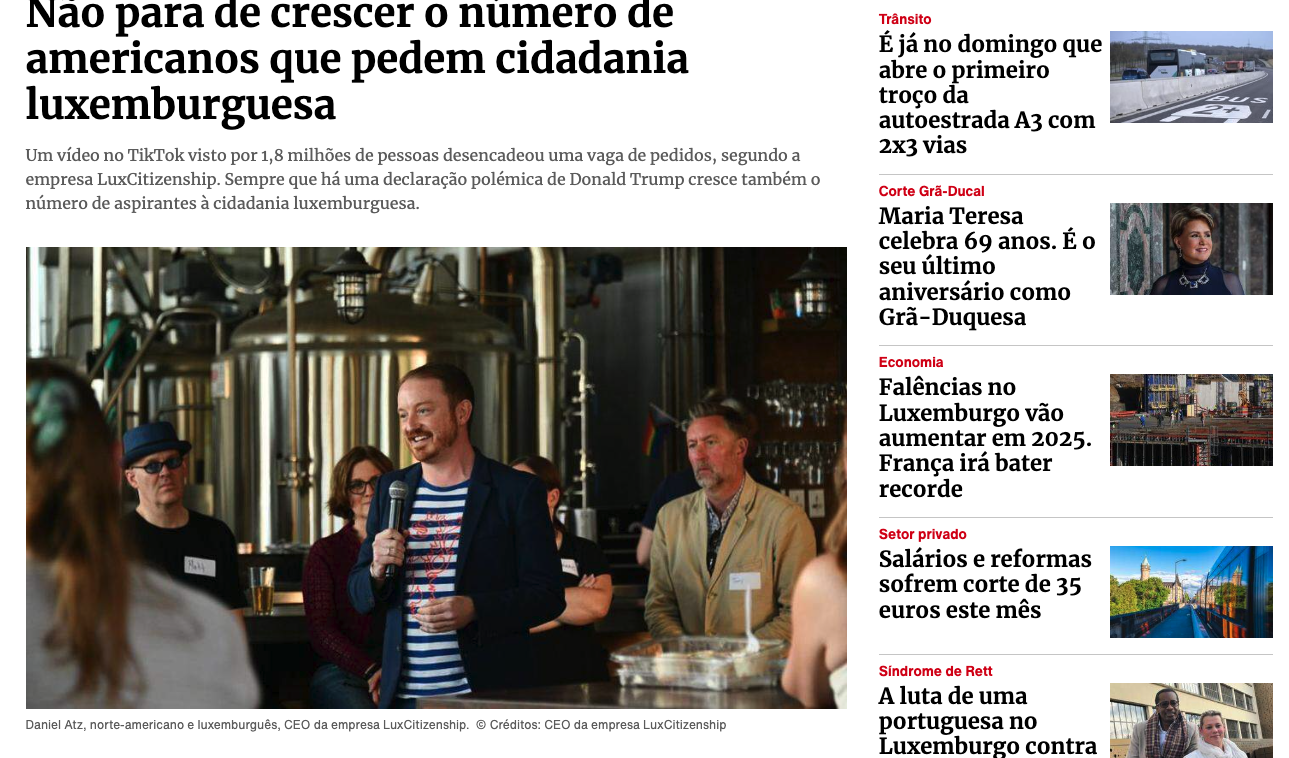 Não para de crescer o número de
americanos que pedem cidadania
luxemburguesa
Um vídeo no TikTok visto por 1,8 milhões de pessoas desencadeou uma vaga de pedidos, segundo a
empresa LuxCitizenship. Sempre que há uma declaração polémica de Donald Trump cresce também o
número de aspirantes à cidadania luxemburguesa.
Matt
Daniel Atz, norte-americano e luxemburguês, CEO da empresa LuxCitizenship. © Créditos: CEO da empresa LuxCitizenship
Trânsito
É já no domingo que
abre o primeiro
troço da
autoestrada A3 com
2x3 vias
BUS
2+
Corte Grã-Ducal
Maria Teresa
celebra 69 anos. É o
seu último
aniversário como
Grã-Duquesa
Economia
Falências no
Luxemburgo vão
aumentar em 2025.
França irá bater
recorde
Setor privado
Salários e reformas
sofrem corte de 35
euros este mês
Síndrome de Rett
A luta de uma
portuguesa no
Luxemburgo contra